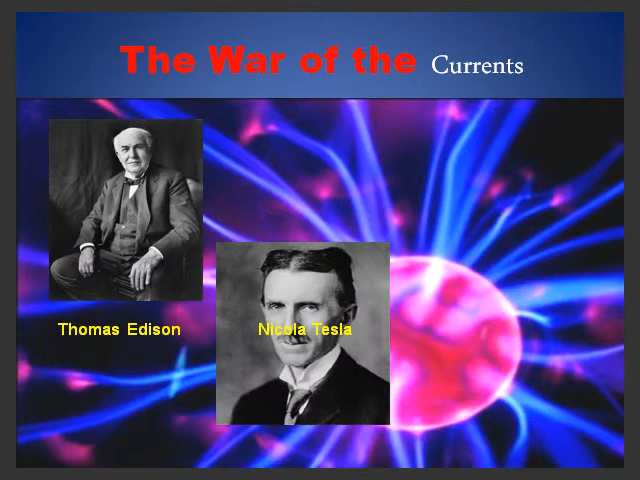 The War of the Currents
Thomas Edison
Nicola Tesla